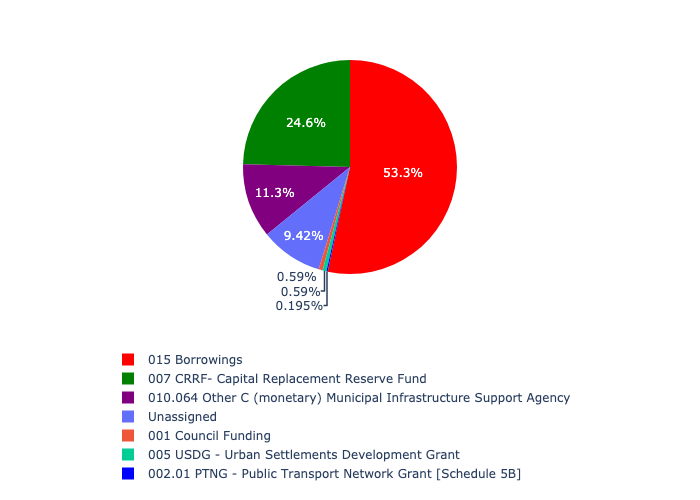 24.6%
53.3%
11.3%
9.42%
0.59%
0.59%
0.195%
015 Borrowings
007 CRRF- Capital Replacement Reserve Fund
010.064 Other C (monetary) Municipal Infrastructure Support Agency
Unassigned
001 Council Funding
005 USDG - Urban Settlements Development Grant
002.01 PTNG - Public Transport Network Grant [Schedule 5B]